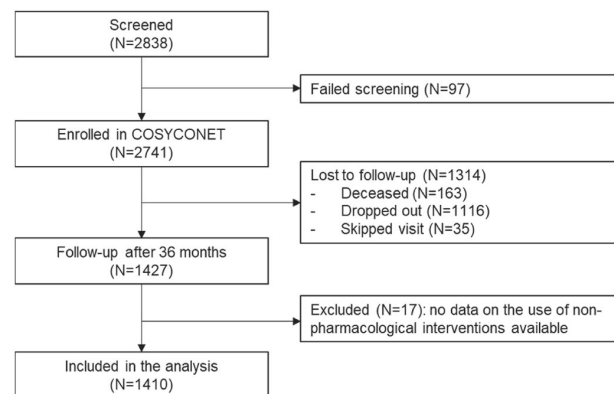 Screened
(N=2838)
Failed screening (N=97)
Enrolled in COSYCONET
(N=2741)
Lost to follow-up (N=1314)
- Deceased (N=163)
- Dropped out (N=1116)
- Skipped visit (N=35)
Follow-up after 36 months
(N=1427)
Excluded (N=17): no data on the use of non-
pharmacological interventions available
Included in the analysis
(N=1410)